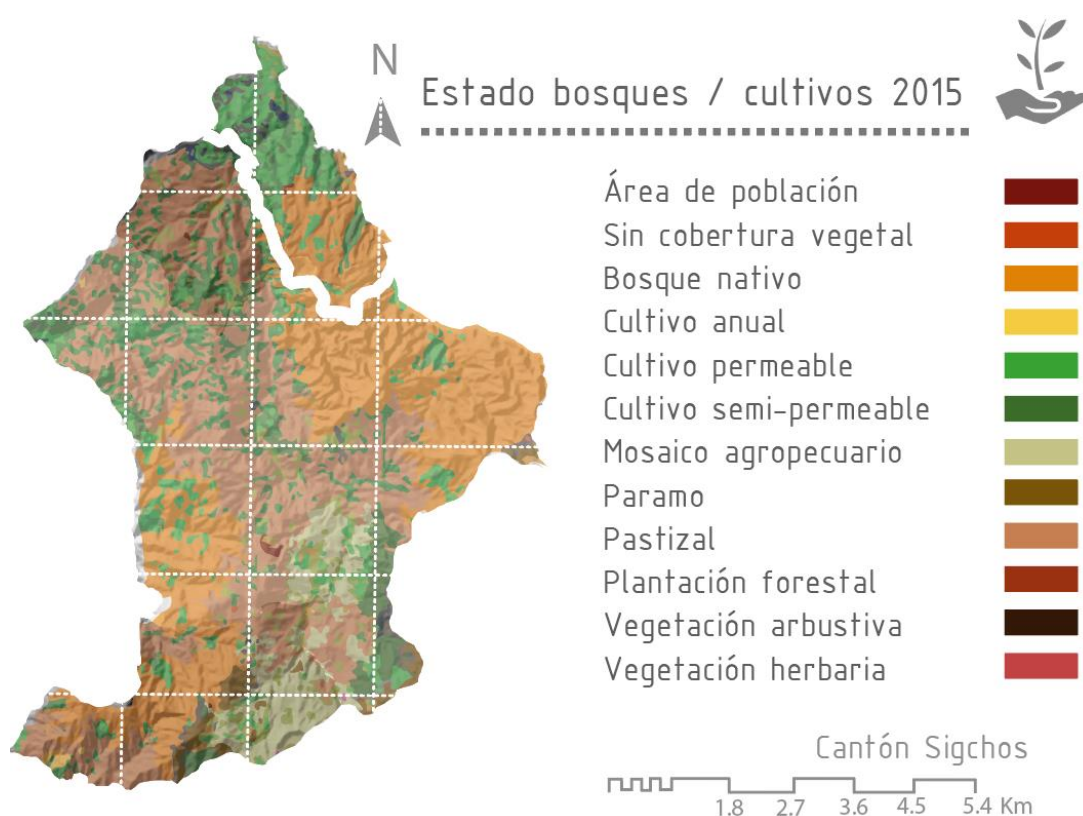 N
Estado bosques / cultivos 2015
Área de población
Sin cobertura vegetal
Bosque nativo
Cultivo anual
Cultivo permeable
Cultivo semi-permeable
Mosaico agropecuario
Paramo
Pastizal
Plantación forestal
Vegetación arbustiva
Vegetación herbaria
Cantón Sigchos
1.8 2.7 3.6 4.5 5.4 Km